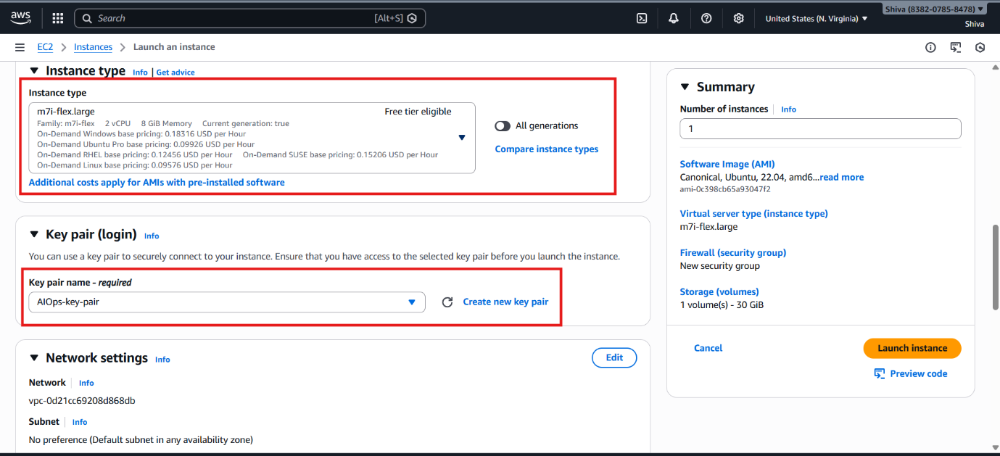 aws
Search [Alt+S]
United States (N. Virginia)
Shiva (8382-0785-8478)
Shiva
EC2 Instances Launch an instance
Instance type Info | Get advice
Instance type
m7i-flex.large Free tier eligible
Family: m7i-flex 2 vCPU 8 GiB Memory Current generation: true
On-Demand Windows base pricing: 0.18316 USD per Hour
On-Demand Ubuntu Pro base pricing: 0.09926 USD per Hour
On-Demand RHEL base pricing: 0.12456 USD per Hour On-Demand SUSE base pricing: 0.15206 USD per Hour
On-Demand Linux base pricing: 0.09576 USD per Hour
All generations
Compare instance types
Additional costs apply for AMIs with pre-installed software
Key pair (login) Info
You can use a key pair to securely connect to your instance. Ensure that you have access to the selected key pair before you launch the instance.
Key pair name - required
AIOps-key-pair
Create new key pair
Network settings Info
Edit
Network Info
vpc-0d21cc69208d868db
Subnet Info
No preference (Default subnet in any availability zone)
Summary
Number of instances Info
1
Software Image (AMI)
Canonical, Ubuntu, 22.04, amd6...read more
ami-0c398cb65a93047f2
Virtual server type (instance type)
m7i-flex.large
Firewall (security group)
New security group
Storage (volumes)
1 volume(s) - 30 GiB
Cancel
Launch instance
Preview code